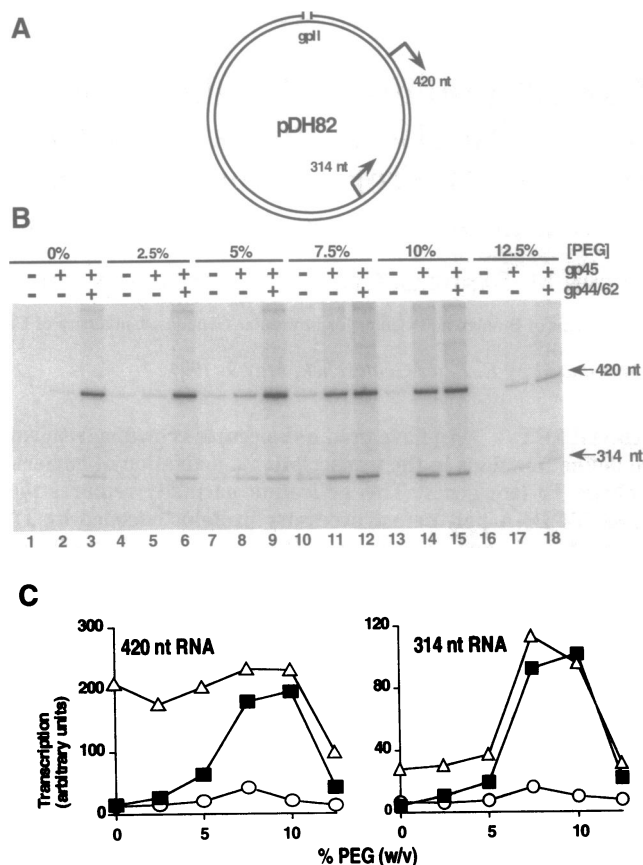 A
gpII
420 nt
pDH82
314 nt
B
0% 2.5% 5% 7.5% 10% 12.5% [PEG]
- + + - + + - + + - + + - + + - + + gp45
- - + - - + - - + - - + - - + - - + gp44/62
420 nt
314 nt
1 2 3 4 5 6 7 8 9 10 11 12 13 14 15 16 17 18
C
300 420 nt RNA 120 314 nt RNA
200 80
100 40
0 0
Transcription
(arbitrary units)
0 5 10 0 5 10
% PEG (w/v)